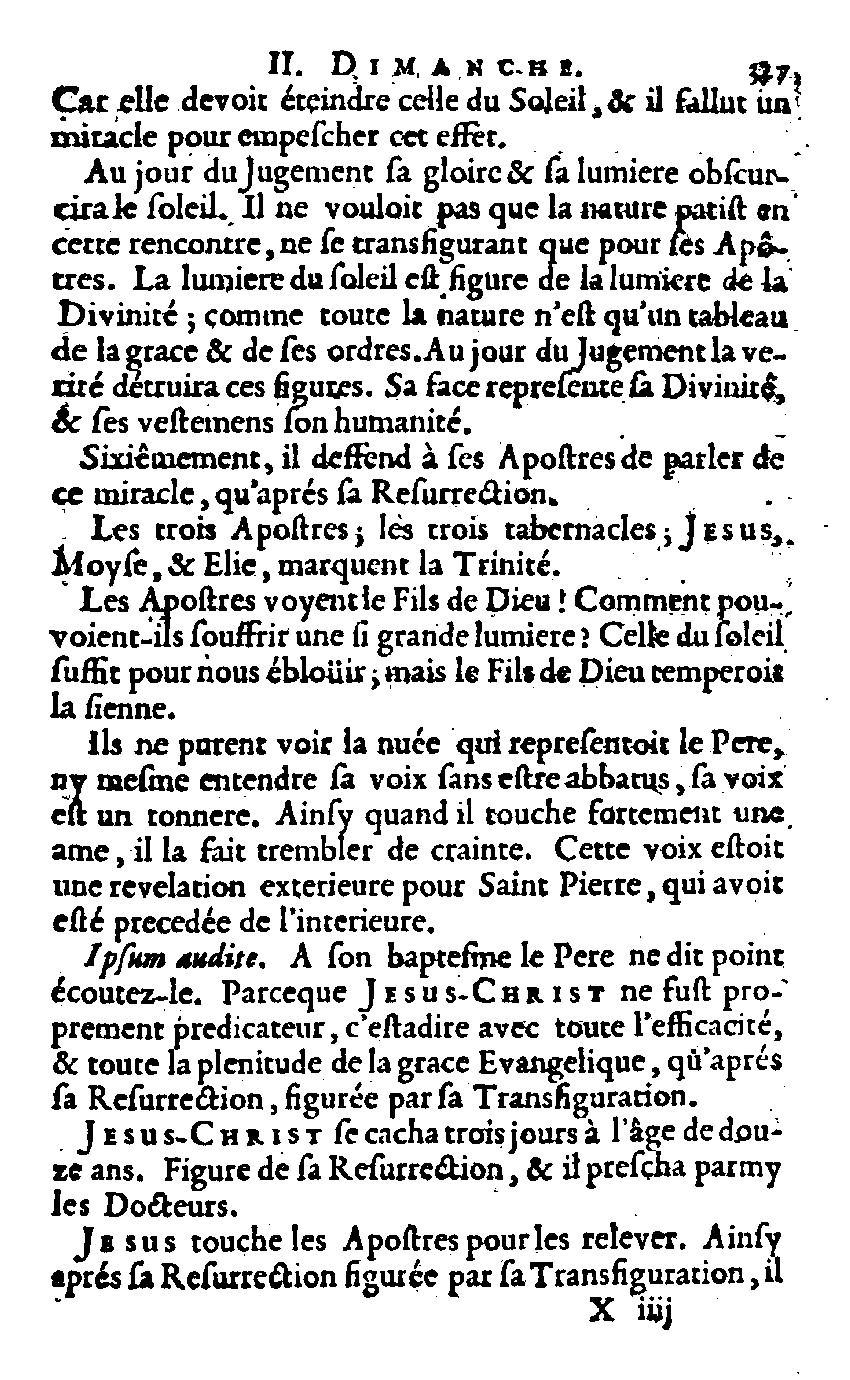 II. DIMANCHE.
Car elle devoit éteindre celle du Soleil, & il fallut un
miracle pour empeſcher cet effet.
Au jour du Jugement ſa gloire & ſa lumiere obſcur-
cira le ſoleil. Il ne vouloit pas que la nature patiſt en
cette rencontre, ne ſe transfigurant que pour ſes Apô-
tres. La lumiere du ſoleil eſt figure de la lumiere de la
Divinité ; comme toute la nature n'eſt qu'un tableau
de la grace & de ſes ordres. Au jour du Jugement la ve-
rité détruira ces figures. Sa face repreſente ſa Divinité,
& ſes veſtemens ſon humanité.
Sixiêmement, il deffend à ſes Apoſtres de parler de
ce miracle, qu'aprés ſa Reſurrection.
Les trois Apoſtres ; les trois tabernacles ; JESUS,
Moyſe, & Elie, marquent la Trinité.
Les Apoſtres voyent le Fils de Dieu ! Comment pou-
voient-ils ſouffrir une ſi grande lumiere ? Celle du ſoleil
ſuffit pour nous éblouïr ; mais le Fils de Dieu temperoit
la ſienne.
Ils ne purent voir la nuée qui repreſentoit le Pere,
ny meſme entendre ſa voix ſans eſtre abbatus, ſa voix
eſt un tonnere. Ainſy quand il touche fortement une
ame, il la fait trembler de crainte. Cette voix eſtoit
une revelation exterieure pour Saint Pierre, qui avoit
eſté precedée de l'interieure.
Ipſum audite. A ſon bapteſme le Pere ne dit point
écoutez-le. Parceque JESUS-CHRIST ne fuſt pro-
prement predicateur, c'eſtadire avec toute l'efficacité,
& toute la plenitude de la grace Evangelique, qu'aprés
ſa Reſurrection, figurée par ſa Transfiguration.
JESUS-CHRIST ſe cacha trois jours à l'âge de dou-
ze ans. Figure de ſa Reſurrection, & il preſcha parmy
les Docteurs.
JESUS touche les Apoſtres pour les relever. Ainſy
aprés ſa Reſurrection figurée par ſa Transfiguration, il
X iiij